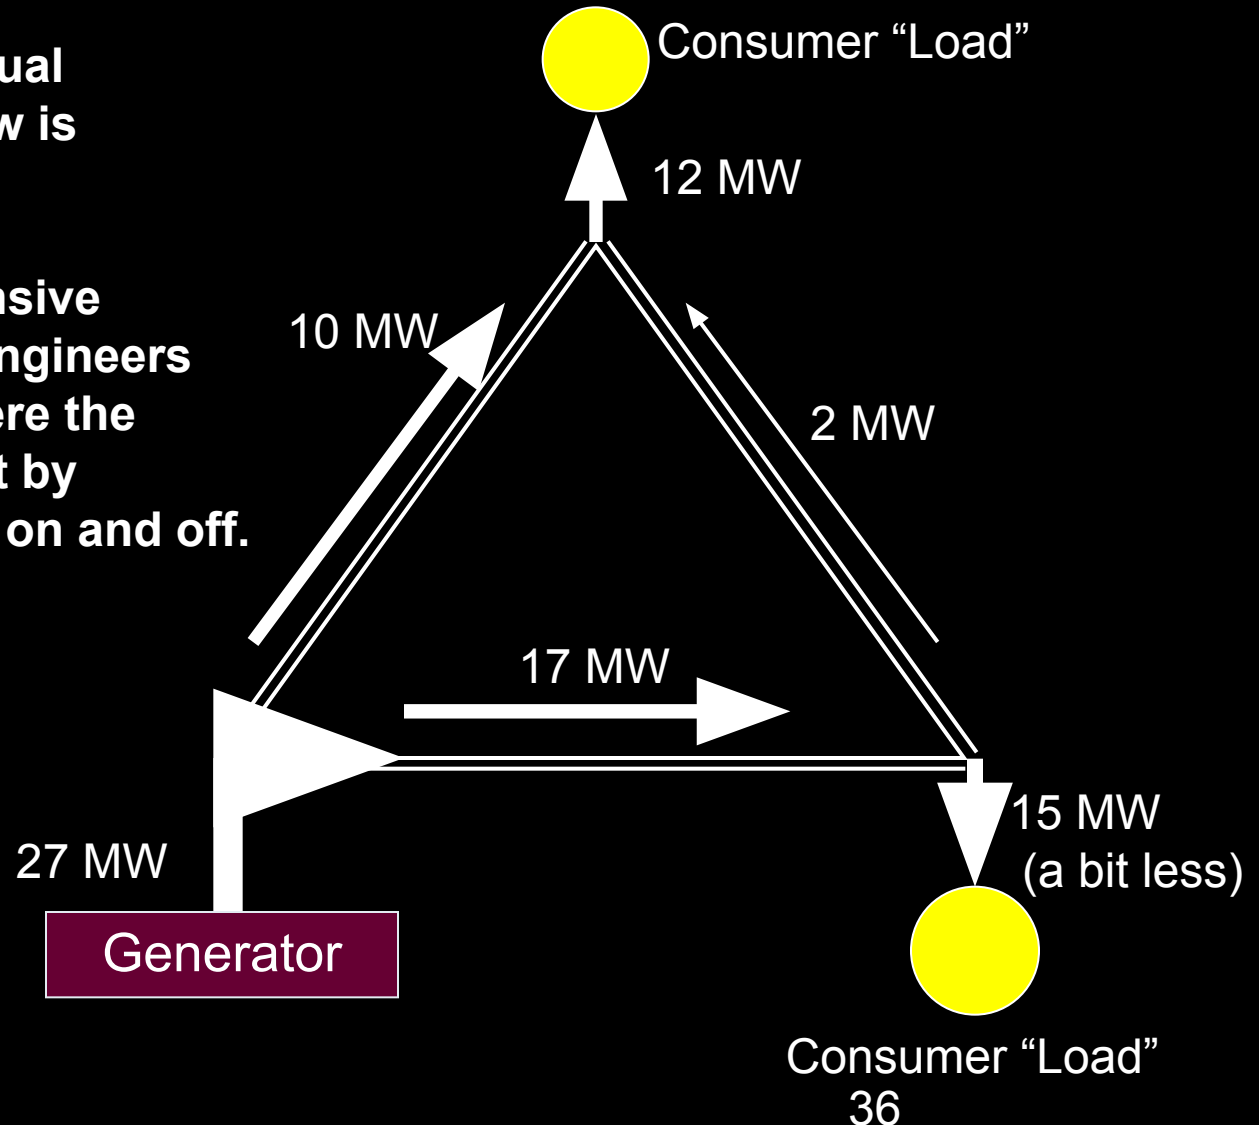 ual
w is
nsive
ngineers
ere the
t by
on and off.
Consumer “Load”
12 MW
10 MW
2 MW
17 MW
27 MW
Generator
15 MW
(a bit less)
Consumer “Load”
36